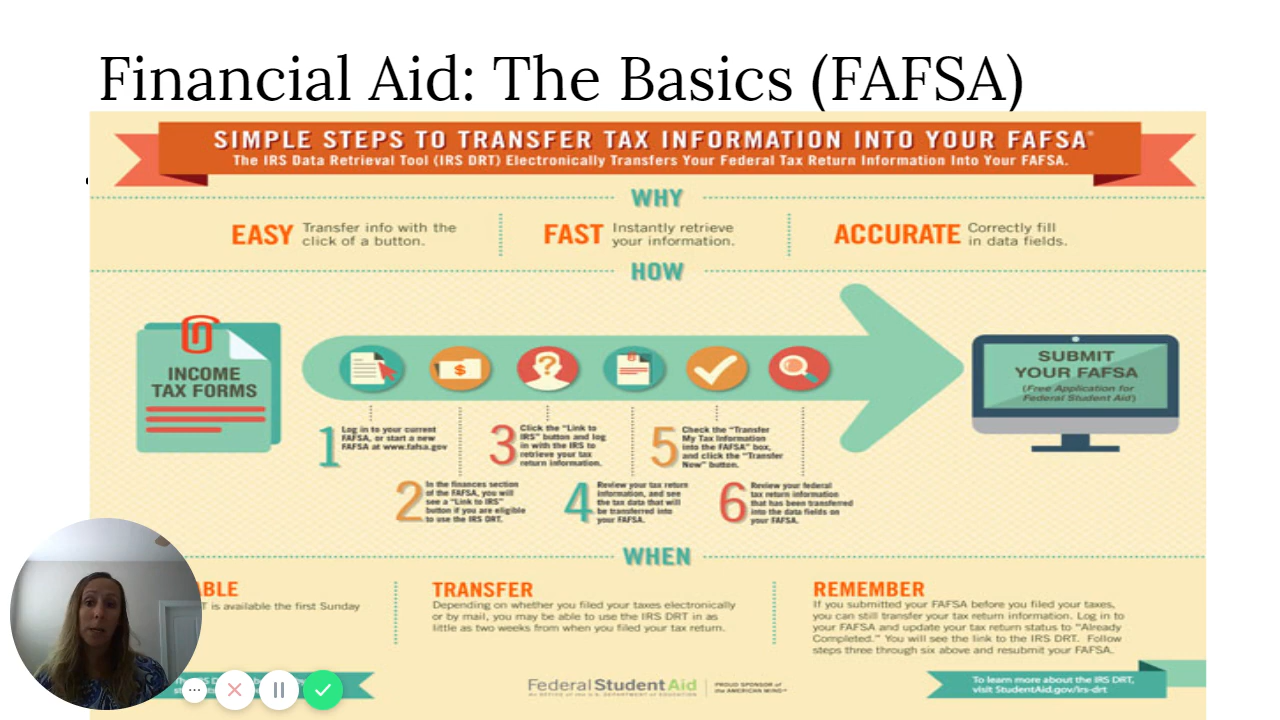 Financial Aid: The Basics (FAFSA)
SIMPLE STEPS TO TRANSFER TAX INFORMATION INTO YOUR FAFSA®
The IRS Data Retrieval Tool (IRS DRT) Electronically Transfers Your Federal Tax Return Information Into Your FAFSA.
WHY
EASY Transfer info with the
click of a button.
FAST Instantly retrieve
your information.
ACCURATE Correctly fill
in data fields.
HOW
INCOME
TAX FORMS
$
?
SUBMIT
YOUR FAFSA
(Free Application for
Federal Student Aid)
1 Log in to your current
FAFSA, or start a new
FAFSA at www.fafsa.gov
2 In the finances section
of the FAFSA, you will
see a "Link to IRS"
button if you are eligible
to use the IRS DRT.
3 Click the "Link to
IRS" button and log
in with the IRS to
retrieve your tax
return information.
4 Review your tax return
information, and see
the tax data that will
be transferred into
your FAFSA.
5 Check the "Transfer
My Tax Information
into the FAFSA" box,
and click the "Transfer
Now" button.
6 Review your federal
tax return information
that has been transferred
into the data fields on
your FAFSA.
WHEN
ABLE
T is available the first Sunday
TRANSFER
Depending on whether you filed your taxes electronically
or by mail, you may be able to use the IRS DRT in as
little as two weeks from when you filed your tax return.
REMEMBER
If you submitted your FAFSA before you filed your taxes,
you can still transfer your tax return information. Log in to
your FAFSA and update your tax return status to "Already
Completed." You will see the link to the IRS DRT. Follow
steps three through six above and resubmit your FAFSA.
Federal Student Aid
An OFFICE of the U.S. DEPARTMENT of EDUCATION
PROUD SPONSOR of
the AMERICAN MIND®
To learn more about the IRS DRT,
visit StudentAid.gov/irs-drt